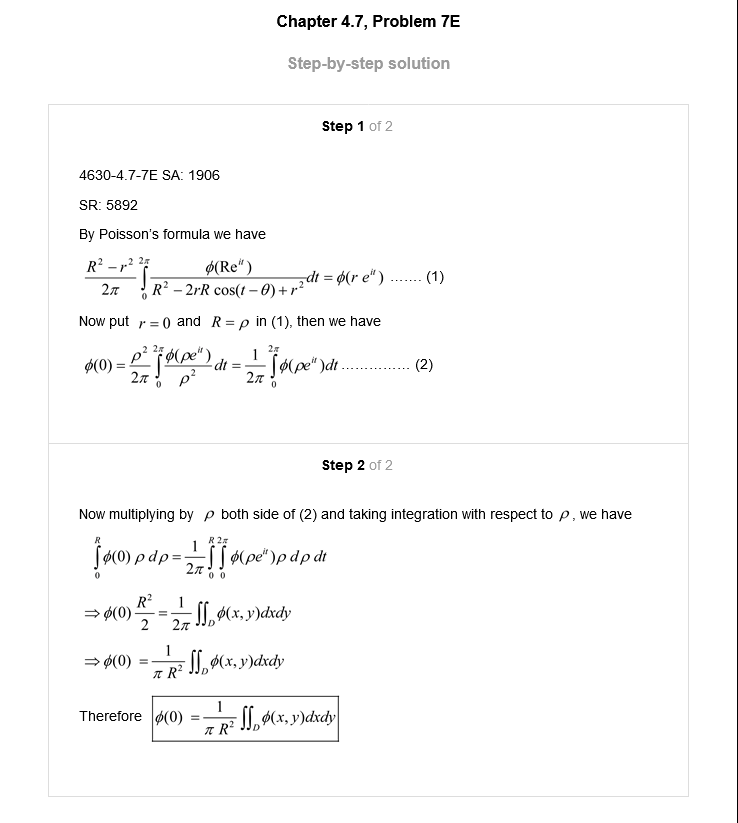 Chapter 4.7, Problem 7E
Step-by-step solution
Step 1 of 2
4630-4.7-7E SA: 1906
SR: 5892
By Poisson's formula we have
\frac{R^2 - r^2}{2\pi} \int_0^{2\pi} \frac{\phi(\mathrm{Re}^{it})}{R^2 - 2rR\cos(t-\theta) + r^2} dt = \phi(r e^{it}) ....... (1)
Now put r = 0 and R = ρ in (1), then we have
\phi(0) = \frac{\rho^2}{2\pi} \int_0^{2\pi} \frac{\phi(\rho e^{it})}{\rho^2} dt = \frac{1}{2\pi} \int_0^{2\pi} \phi(\rho e^{it}) dt ............... (2)
Step 2 of 2
Now multiplying by ρ both side of (2) and taking integration with respect to ρ, we have
\int_0^R \phi(0) \rho d\rho = \frac{1}{2\pi} \int_0^R \int_0^{2\pi} \phi(\rho e^{it}) \rho d\rho dt
\Rightarrow \phi(0) \frac{R^2}{2} = \frac{1}{2\pi} \iint_D \phi(x, y) dxdy
\Rightarrow \phi(0) = \frac{1}{\pi R^2} \iint_D \phi(x, y) dxdy
Therefore \phi(0) = \frac{1}{\pi R^2} \iint_D \phi(x, y) dxdy